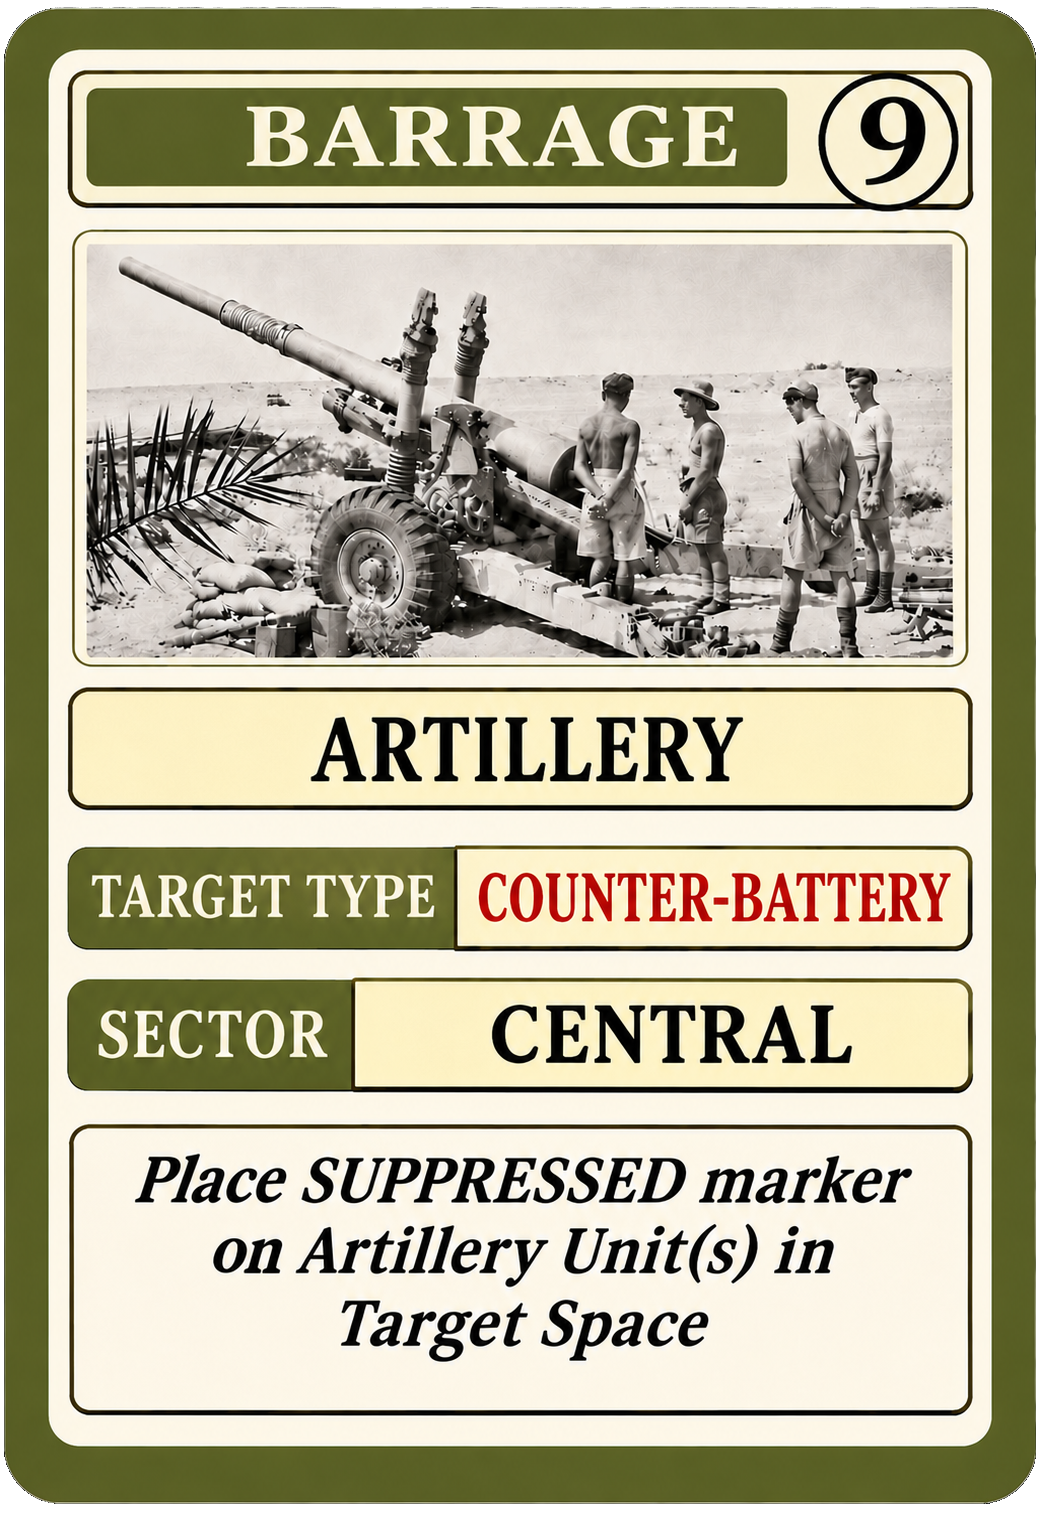 BARRAGE 9
ARTILLERY
TARGET TYPE COUNTER-BATTERY
SECTOR CENTRAL
Place SUPPRESSED marker
on Artillery Unit(s) in
Target Space